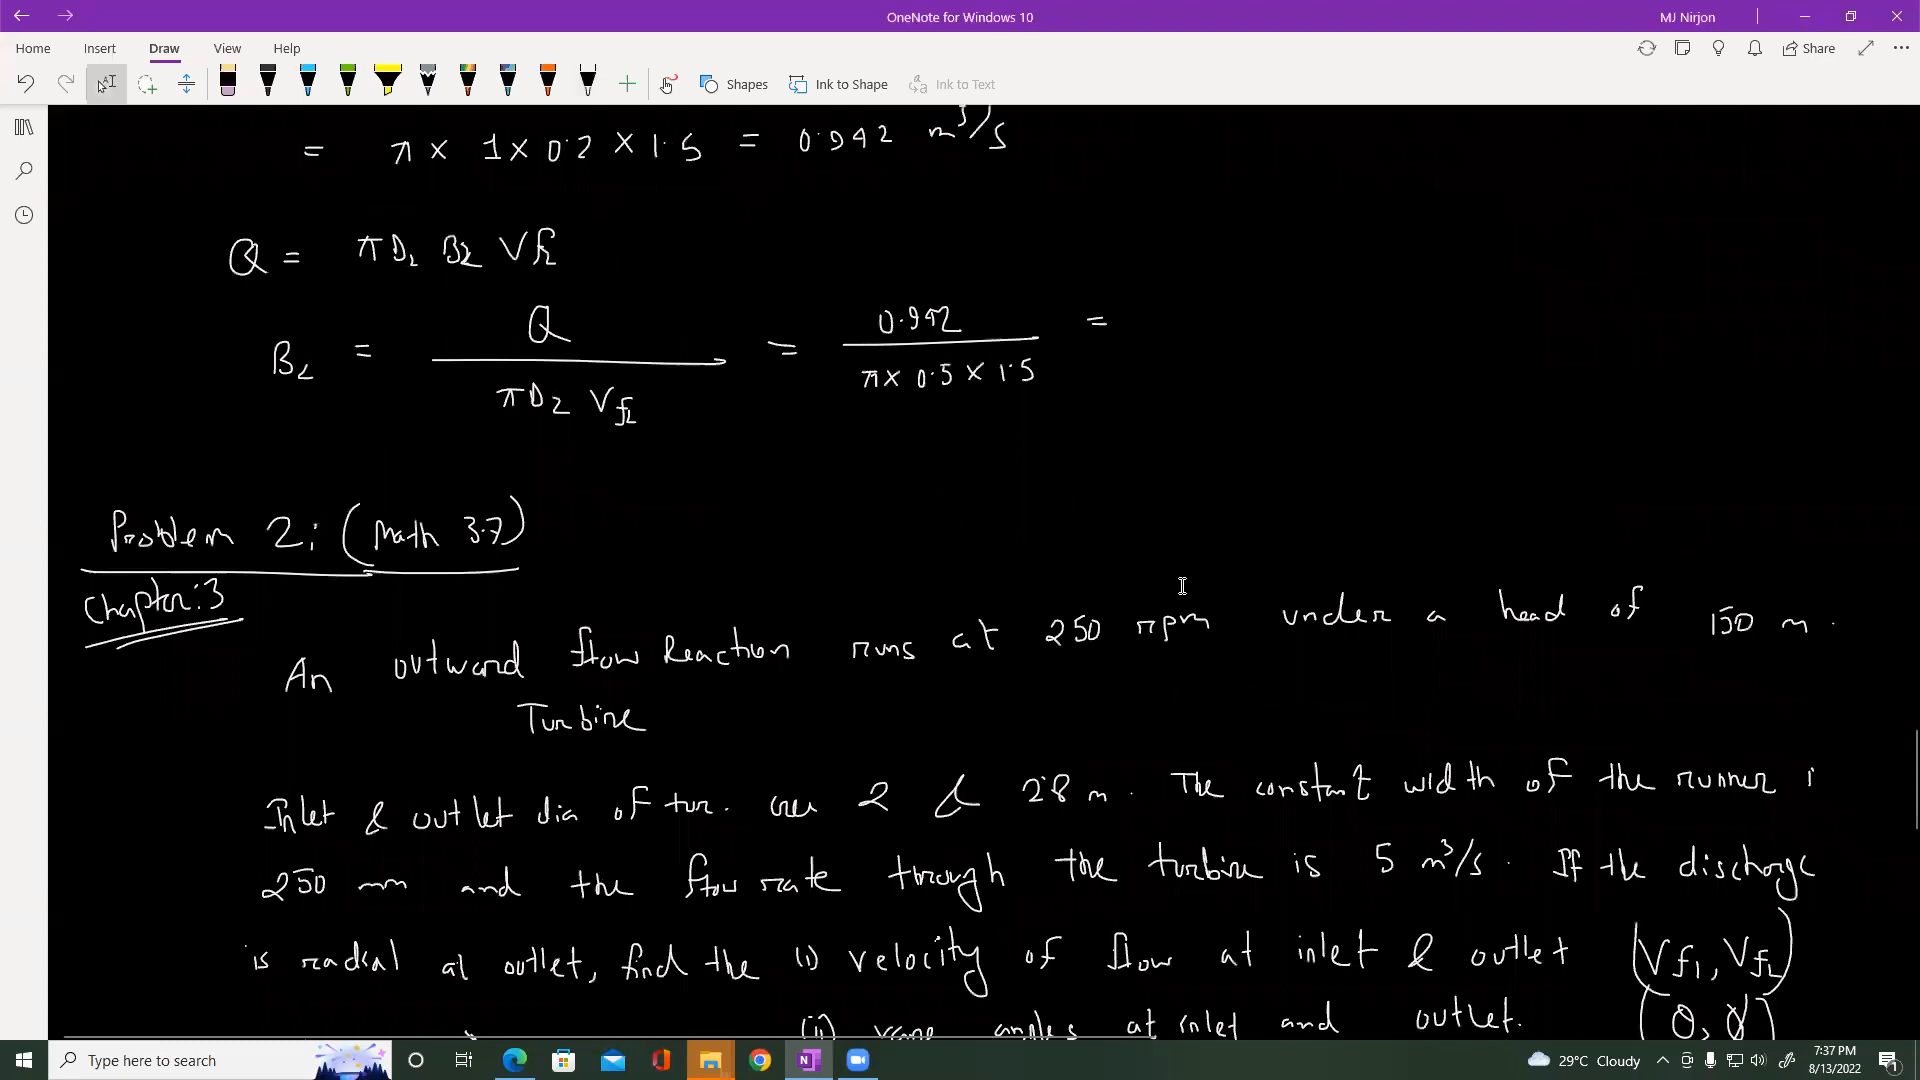 OneNote for Windows 10
MJ Nirjon
Home Insert Draw View Help
Share
Shapes
Ink to Shape
Ink to Text
= π × 1 × 0.2 × 1.5 = 0.942 m³/s
Q = πD₂ B₂ Vf₂
B₂ = Q / πD₂ Vf₂ = 0.942 / π × 0.5 × 1.5 =
Problem 2: (Math 3.7)
Chapter: 3
An outward flow Reaction runs at 250 rpm under a head of 150 m.
Turbine
Inlet & outlet dia of tur. are 2 & 2.8 m. The constant width of the runner i
250 mm and the flow rate through the turbine is 5 m³/s. If the discharge
is radial at outlet, find the (i) velocity of flow at inlet & outlet (Vf₁, Vf₂)
(ii) vane angles at inlet and outlet. (θ, φ)
Type here to search
29°C Cloudy
7:37 PM
8/13/2022
1